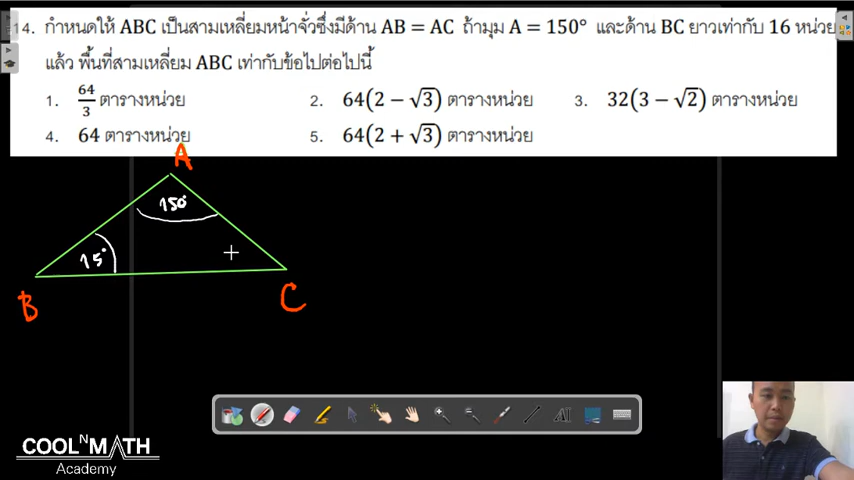 14. กำหนดให้ ABC เป็นสามเหลี่ยมหน้าจั่วซึ่งมีด้าน AB = AC ถ้ามุม A = 150° และด้าน BC ยาวเท่ากับ 16 หน่วย
แล้ว พื้นที่สามเหลี่ยม ABC เท่ากับข้อใดต่อไปนี้
1. 64/3 ตารางหน่วย 2. 64(2 − √3) ตารางหน่วย 3. 32(3 − √2) ตารางหน่วย
4. 64 ตารางหน่วย 5. 64(2 + √3) ตารางหน่วย
A
150°
15°
B
C
AI
COOL N MATH
Academy